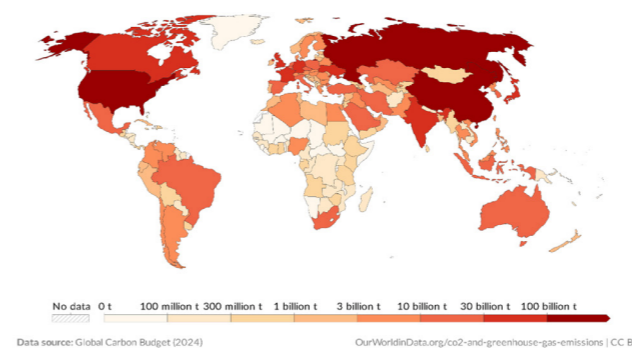 No data 0 t 100 million t 300 million t 1 billion t 3 billion t 10 billion t 30 billion t 100 billion t
Data source: Global Carbon Budget (2024) OurWorldinData.org/co2-and-greenhouse-gas-emissions | CC B